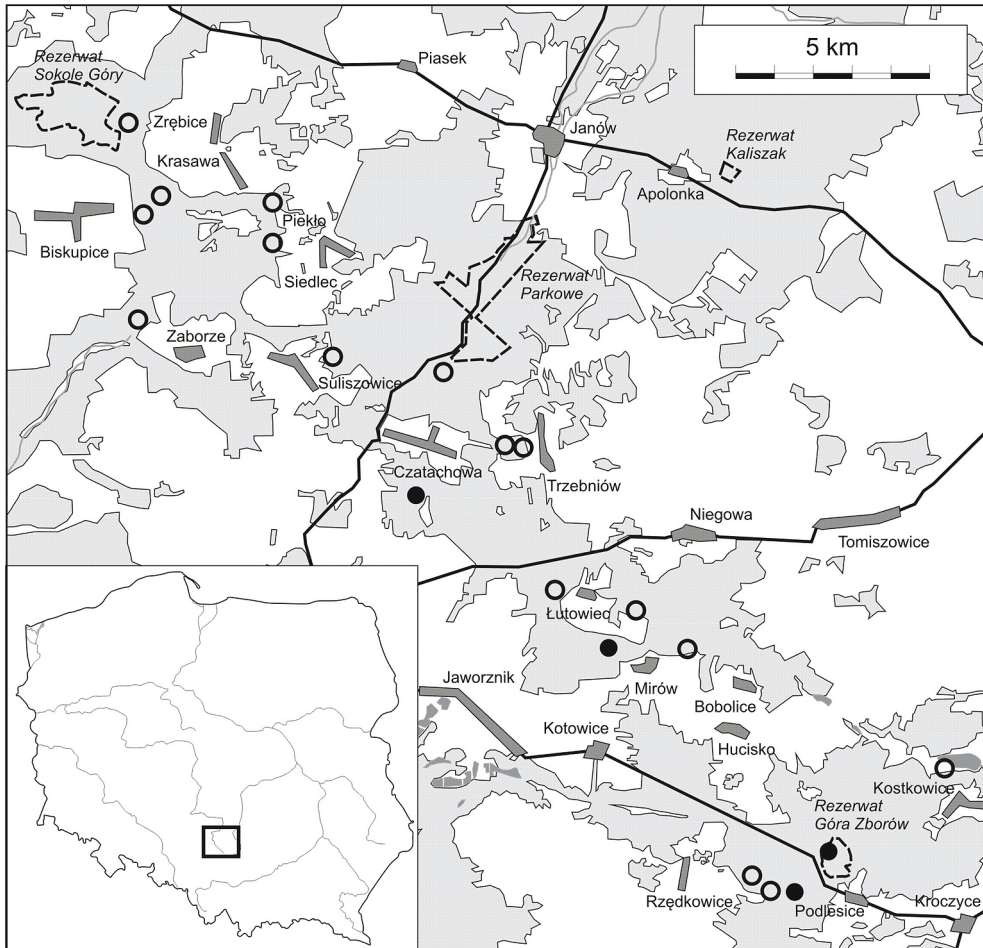 5 km
Rezerwat
Sokole Góry
Piasek
Zrębice
Janów
Rezerwat
Kaliszak
Krasawa
Apolonka
Piekło
Biskupice
Siedlec
Rezerwat
Parkowe
Zaborze
Suliszowice
Czatachowa
Trzebniów
Niegowa
Tomiszowice
Łutowiec
Jaworznik
Mirów
Bobolice
Kotowice
Hucisko
Kostkowice
Rezerwat
Góra Zborów
Rzędkowice
Podlesice
Kroczyce